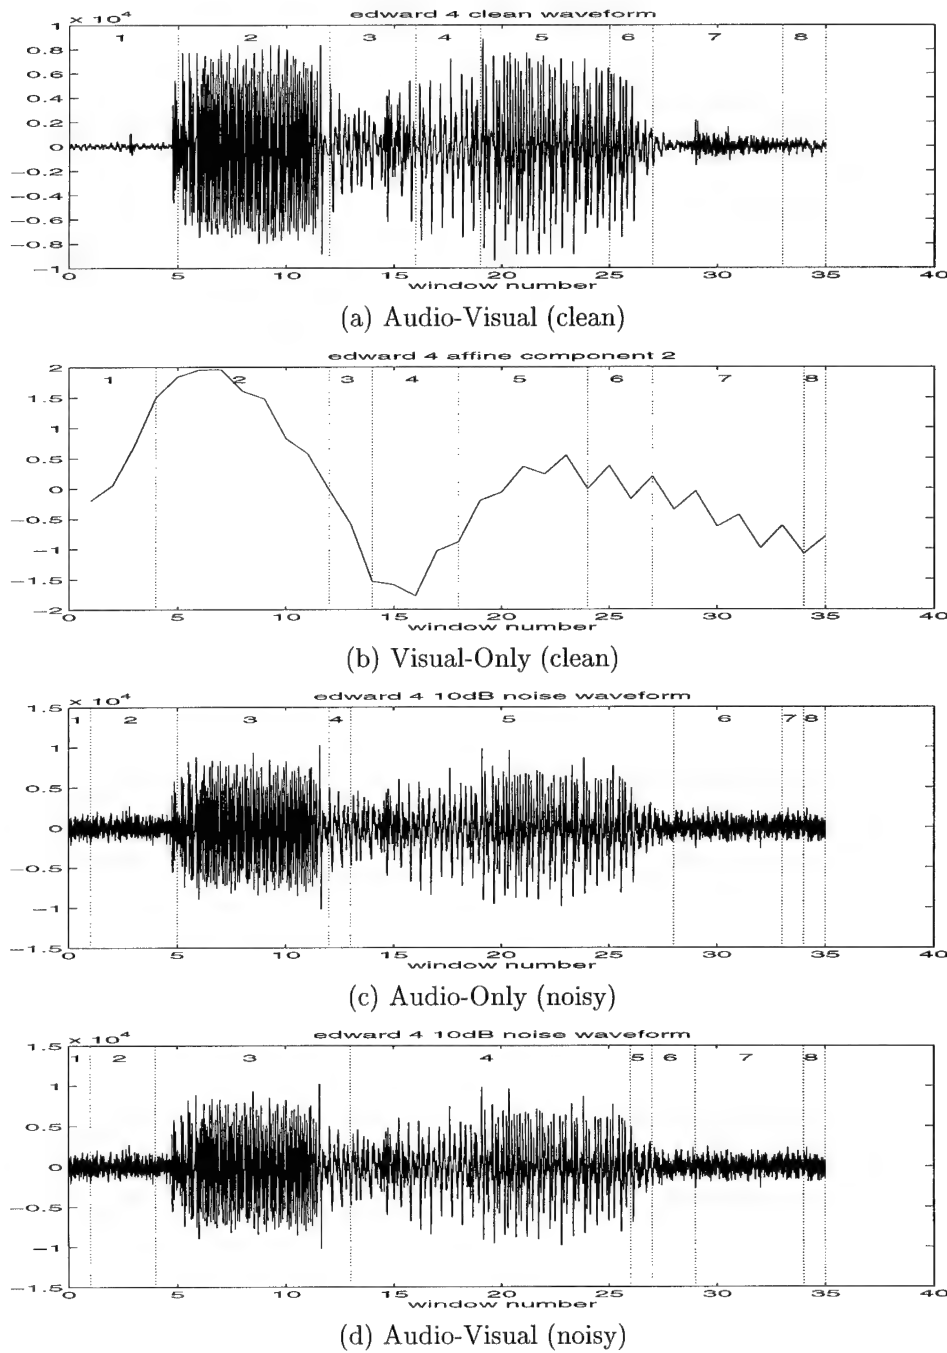 edward 4 clean waveform
× 10⁴
1 2 3 4 5 6 7 8
1
0.8
0.6
0.4
0.2
0
−0.2
−0.4
−0.6
−0.8
−1
0 5 10 15 20 25 30 35 40
window number
(a) Audio-Visual (clean)
edward 4 affine component 2
1 2 3 4 5 6 7 8
2
1.5
1
0.5
0
−0.5
−1
−1.5
−2
0 5 10 15 20 25 30 35 40
window number
(b) Visual-Only (clean)
edward 4 10dB noise waveform
× 10⁴
1 2 3 4 5 6 7 8
1.5
1
0.5
0
−0.5
−1
−1.5
0 5 10 15 20 25 30 35 40
window number
(c) Audio-Only (noisy)
edward 4 10dB noise waveform
× 10⁴
1 2 3 4 5 6 7 8
1.5
1
0.5
0
−0.5
−1
−1.5
0 5 10 15 20 25 30 35 40
window number
(d) Audio-Visual (noisy)